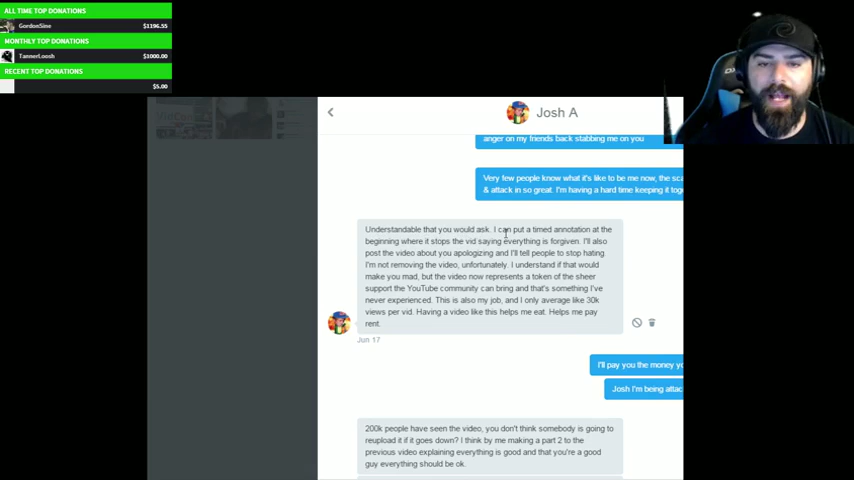 ALL TIME TOP DONATIONS
GordonSine $1196.55
MONTHLY TOP DONATIONS
TannerLoosh $1000.00
RECENT TOP DONATIONS
$5.00
Josh A
anger on my friends back stabbing me on you
Very few people know what it's like to be me now, the sca
& attack in so great. I'm having a hard time keeping it toge
Understandable that you would ask. I can put a timed annotation at the
beginning where it stops the vid saying everything is forgiven. I'll also
post the video about you apologizing and I'll tell people to stop hating
I'm not removing the video, unfortunately. I understand if that would
make you mad, but the video now represents a token of the sheer
support the YouTube community can bring and that's something I've
never experienced. This is also my job, and I only average like 30k
views per vid. Having a video like this helps me eat. Helps me pay
rent.
Jun 17
I'll pay you the money yo
Josh I'm being attac
200k people have seen the video, you don't think somebody is going to
reupload it if it goes down? I think by me making a part 2 to the
previous video explaining everything is good and that you're a good
guy everything should be ok.